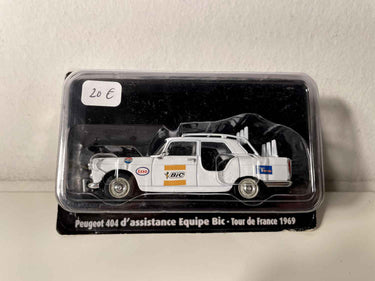 20 €
Esso
BiC
Peugeot 404 d'assistance Equipe Bic - Tour de France 1969